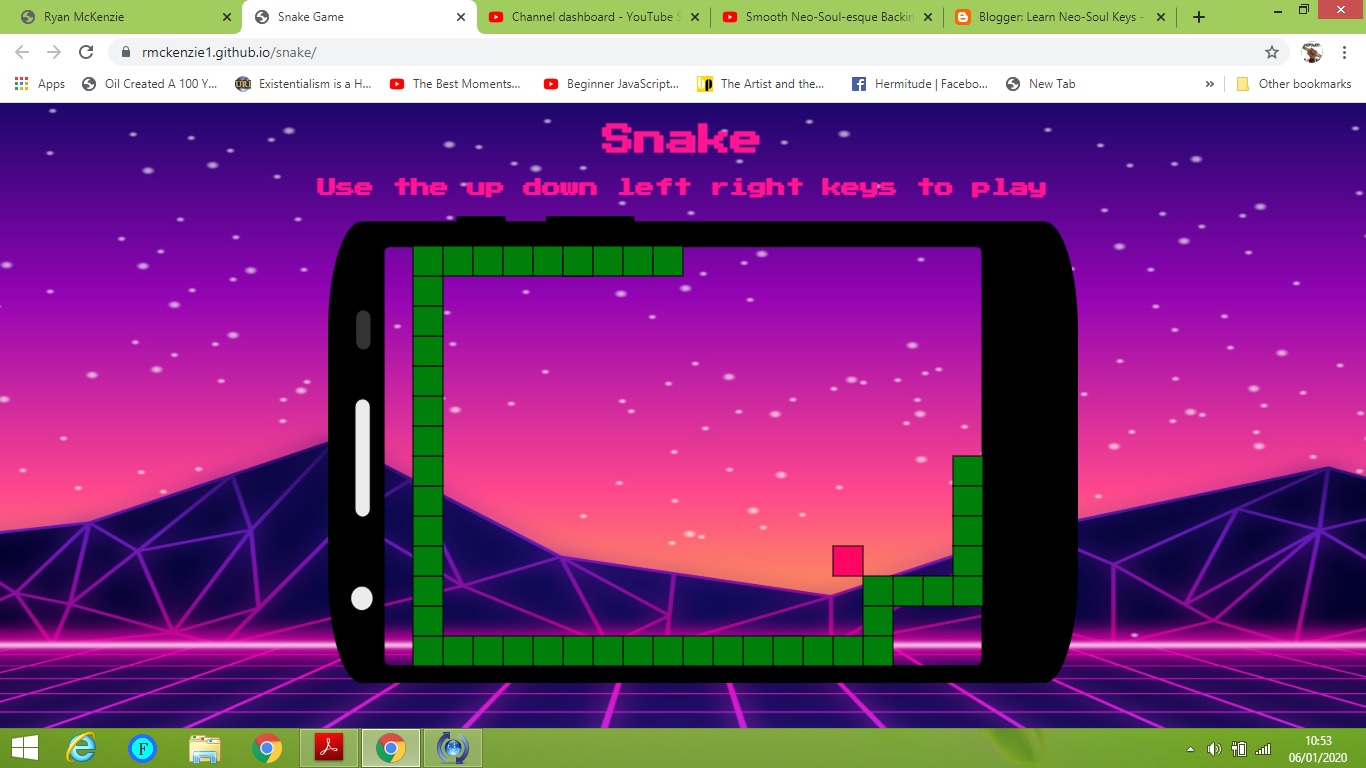 Ryan McKenzie
Snake Game
Channel dashboard - YouTube S
Smooth Neo-Soul-esque Backin
Blogger: Learn Neo-Soul Keys -
rmckenzie1.github.io/snake/
Apps
Oil Created A 100 Y...
Existentialism is a H...
The Best Moments...
Beginner JavaScript...
The Artist and the...
Hermitude | Facebo...
New Tab
»
Other bookmarks
Snake
Use the up down left right keys to play
10:53
06/01/2020